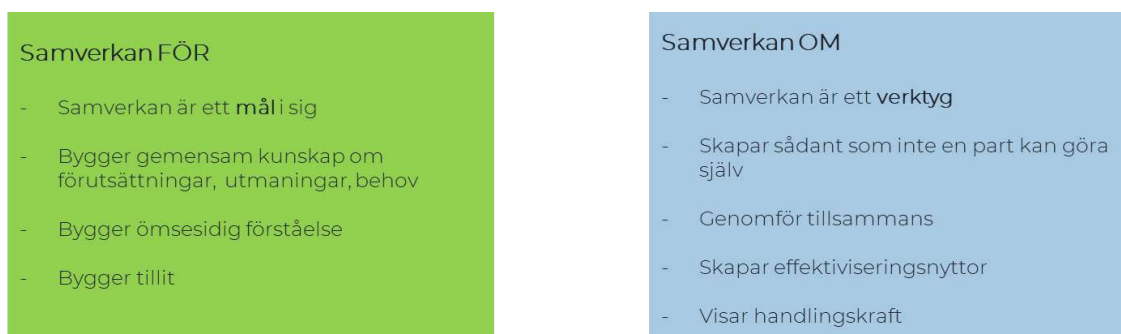 Samverkan FÖR
- Samverkan är ett mål i sig
- Bygger gemensam kunskap om
förutsättningar, utmaningar, behov
- Bygger ömsesidig förståelse
- Bygger tillit
Samverkan OM
- Samverkan är ett verktyg
- Skapar sådant som inte en part kan göra
själv
- Genomför tillsammans
- Skapar effektiviseringsnyttor
- Visar handlingskraft